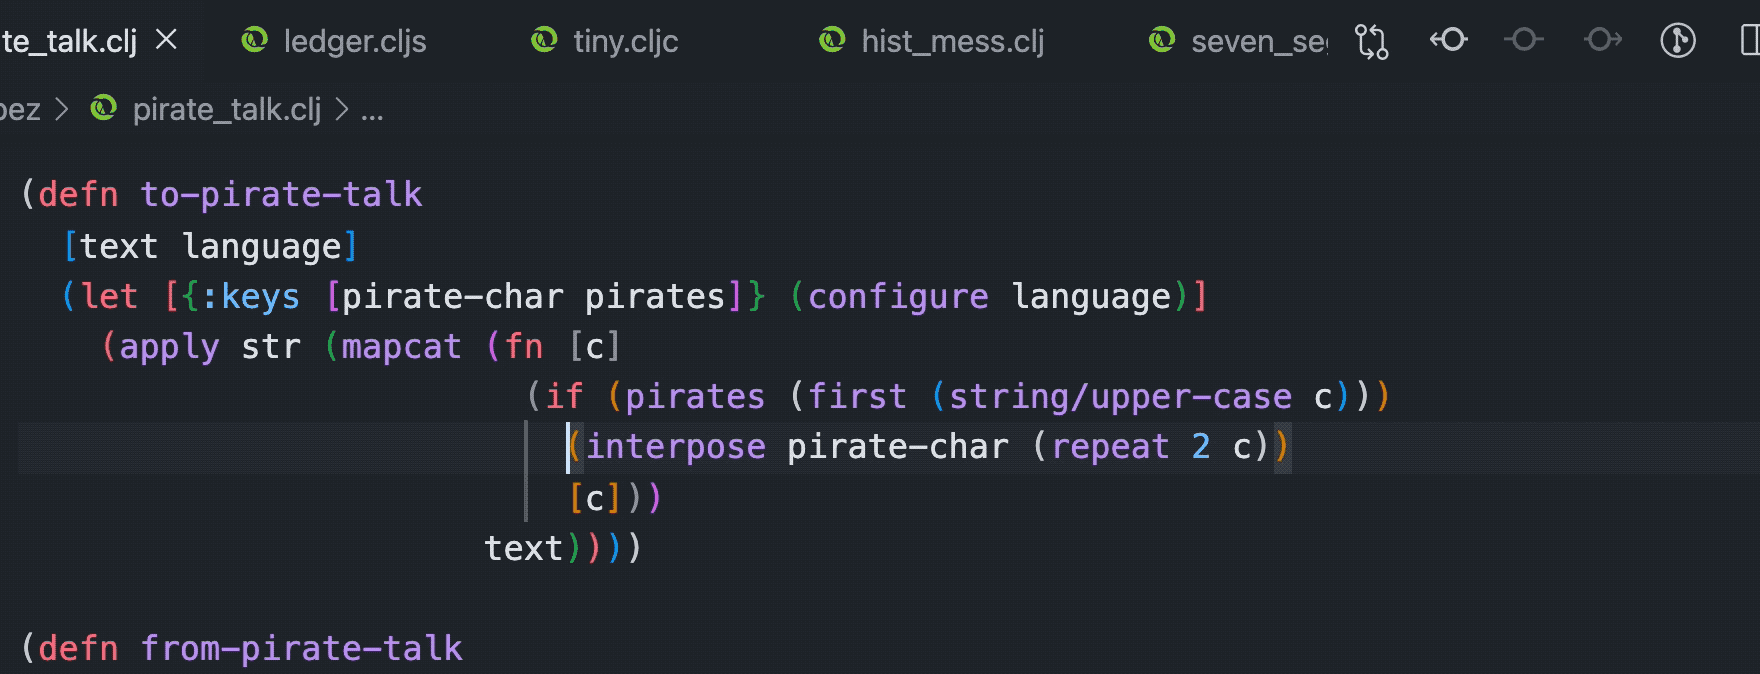 te_talk.clj ledger.cljs tiny.cljc hist_mess.clj seven_seg
pez > pirate_talk.clj > ...
(defn to-pirate-talk
[text language]
(let [{:keys [pirate-char pirates]} (configure language)]
(apply str (mapcat (fn [c]
(if (pirates (first (string/upper-case c)))
(interpose pirate-char (repeat 2 c))
[c]))
text))))
(defn from-pirate-talk